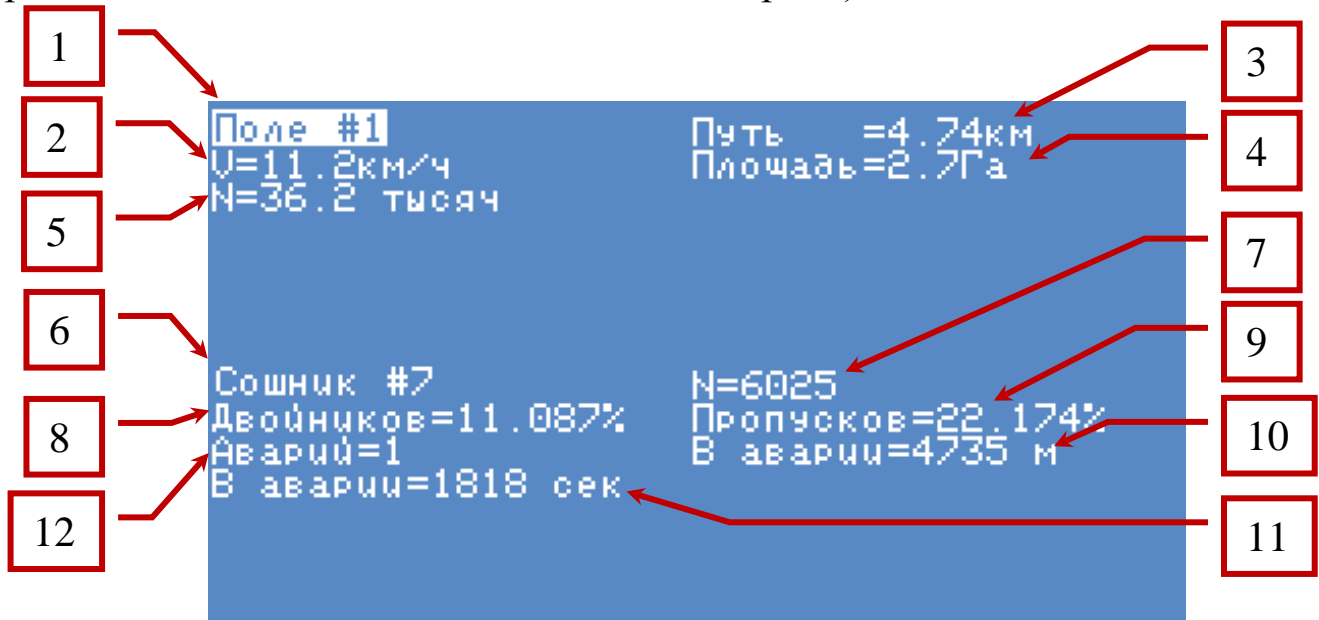 1
3
Поле #1
Путь =4.74км
2
V=11.2км/ч
Площадь=2.7Га
4
N=36.2 тысяч
5
7
6
9
Сошник #7
N=6025
8
Двойников=11.087%
Пропусков=22.174%
10
Аварий=1
В аварии=4735 м
В аварии=1818 сек
12
11